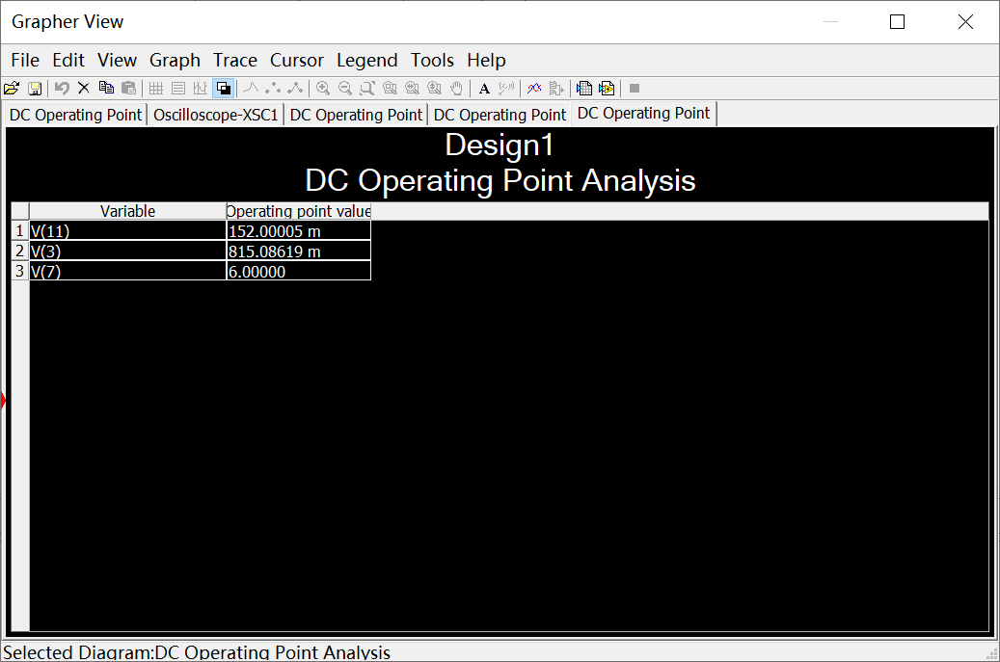 Grapher View
File Edit View Graph Trace Cursor Legend Tools Help
DC Operating Point Oscilloscope-XSC1 DC Operating Point DC Operating Point DC Operating Point
Design1
DC Operating Point Analysis
Variable Operating point value
1 V(11) 152.00005 m
2 V(3) 815.08619 m
3 V(7) 6.00000
Selected Diagram:DC Operating Point Analysis